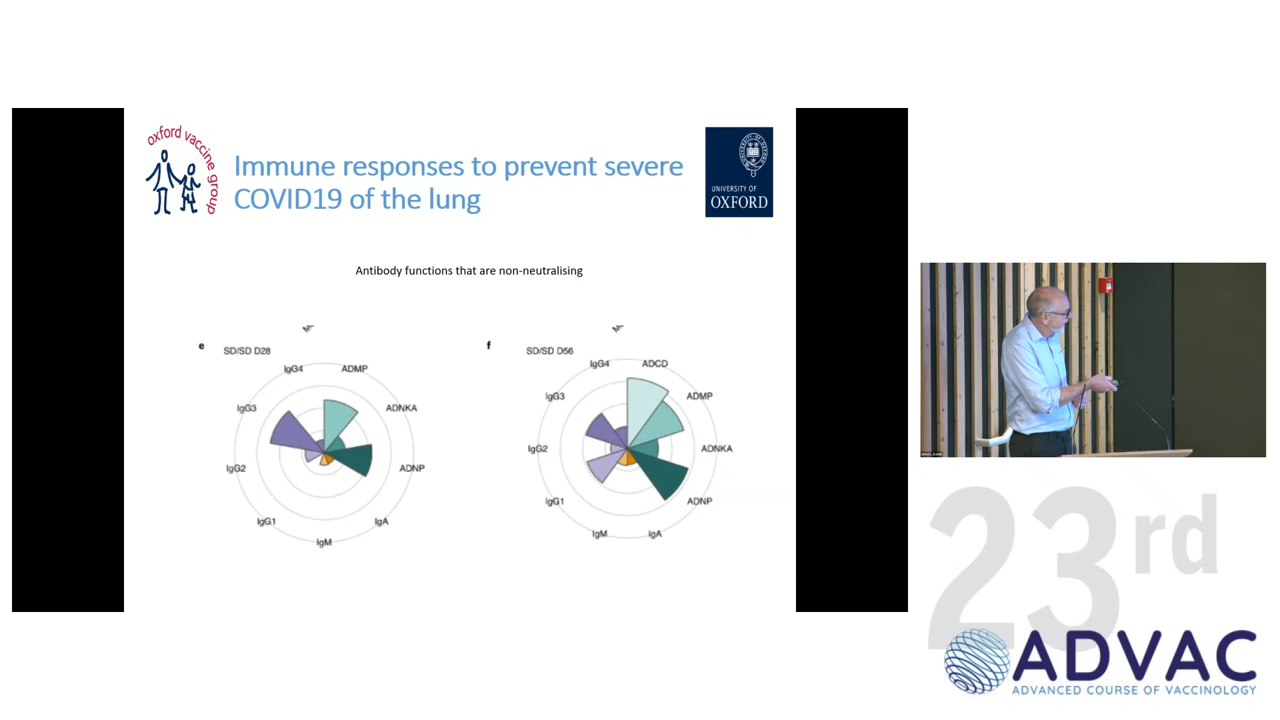 oxford vaccine group
Immune responses to prevent severe
COVID19 of the lung
UNIVERSITY OF
OXFORD
Antibody functions that are non-neutralising
e
SD/SD D28
IgG4
ADMP
IgG3
ADNKA
IgG2
ADNP
IgG1
IgA
IgM
f
SD/SD D56
IgG4
ADCD
IgG3
ADMP
IgG2
ADNKA
IgG1
ADNP
IgM
IgA
23rd
ADVAC
ADVANCED COURSE OF VACCINOLOGY